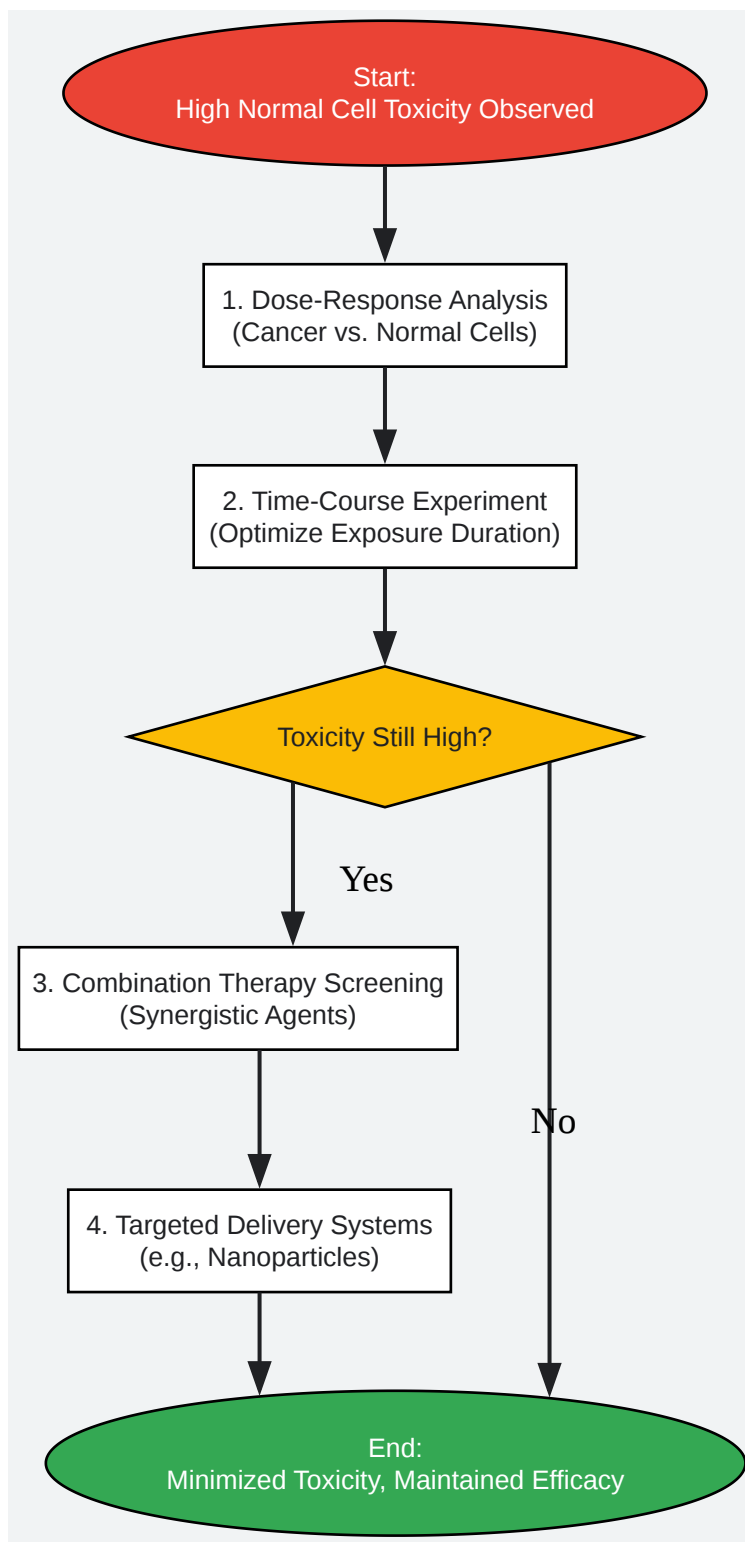 Start:
High Normal Cell Toxicity Observed
1. Dose-Response Analysis
(Cancer vs. Normal Cells)
2. Time-Course Experiment
(Optimize Exposure Duration)
Toxicity Still High?
Yes
3. Combination Therapy Screening
(Synergistic Agents)
No
4. Targeted Delivery Systems
(e.g., Nanoparticles)
End:
Minimized Toxicity, Maintained Efficacy